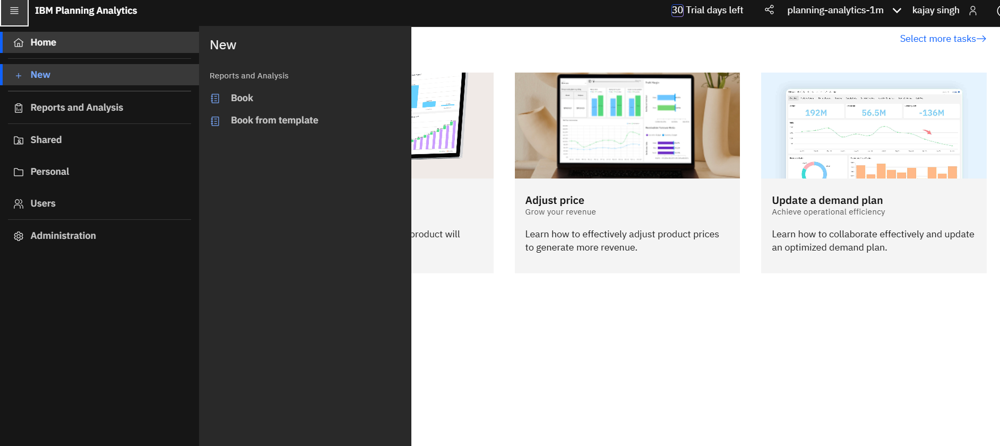 IBM Planning Analytics
30 Trial days left
planning-analytics-1m
kajay singh
Home
New
Reports and Analysis
Shared
Personal
Users
Administration
New
Reports and Analysis
Book
Book from template
Select more tasks
product will
Adjust price
Grow your revenue
Learn how to effectively adjust product prices
to generate more revenue.
192M
56.5M
-136M
Update a demand plan
Achieve operational efficiency
Learn how to collaborate effectively and update
an optimized demand plan.